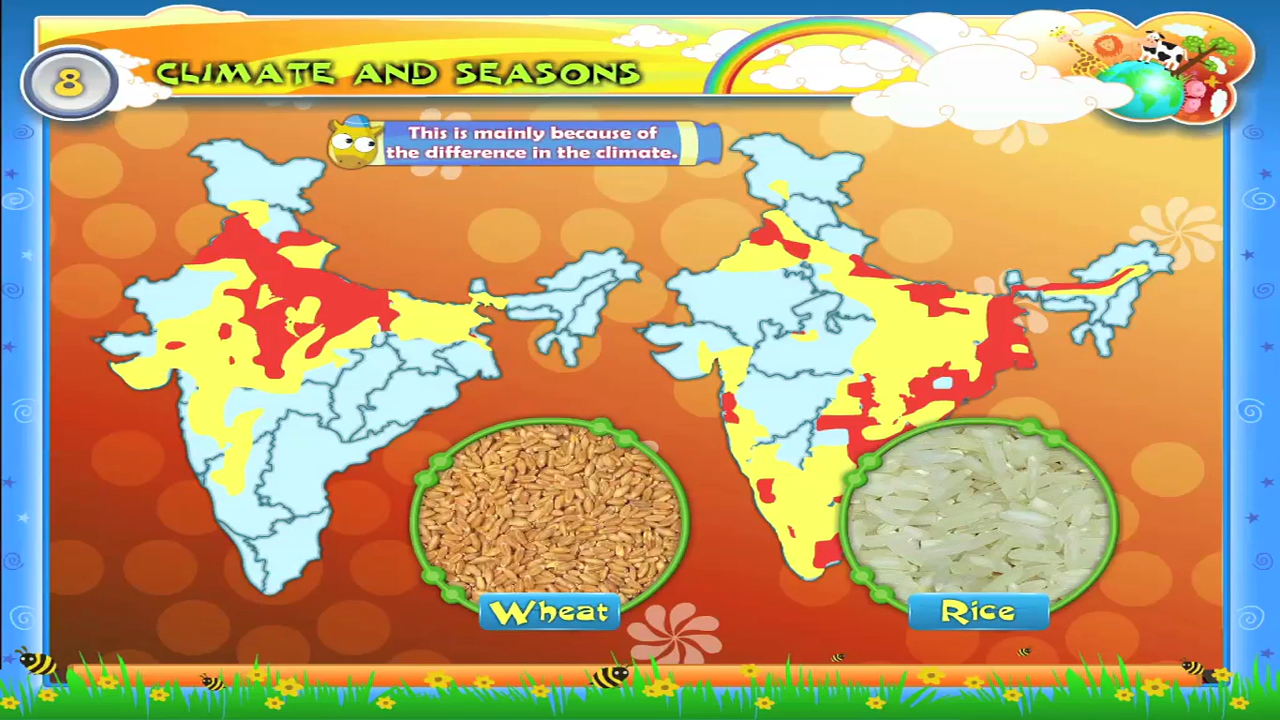 8
CLIMATE AND SEASONS
This is mainly because of
the difference in the climate.
Wheat
Rice